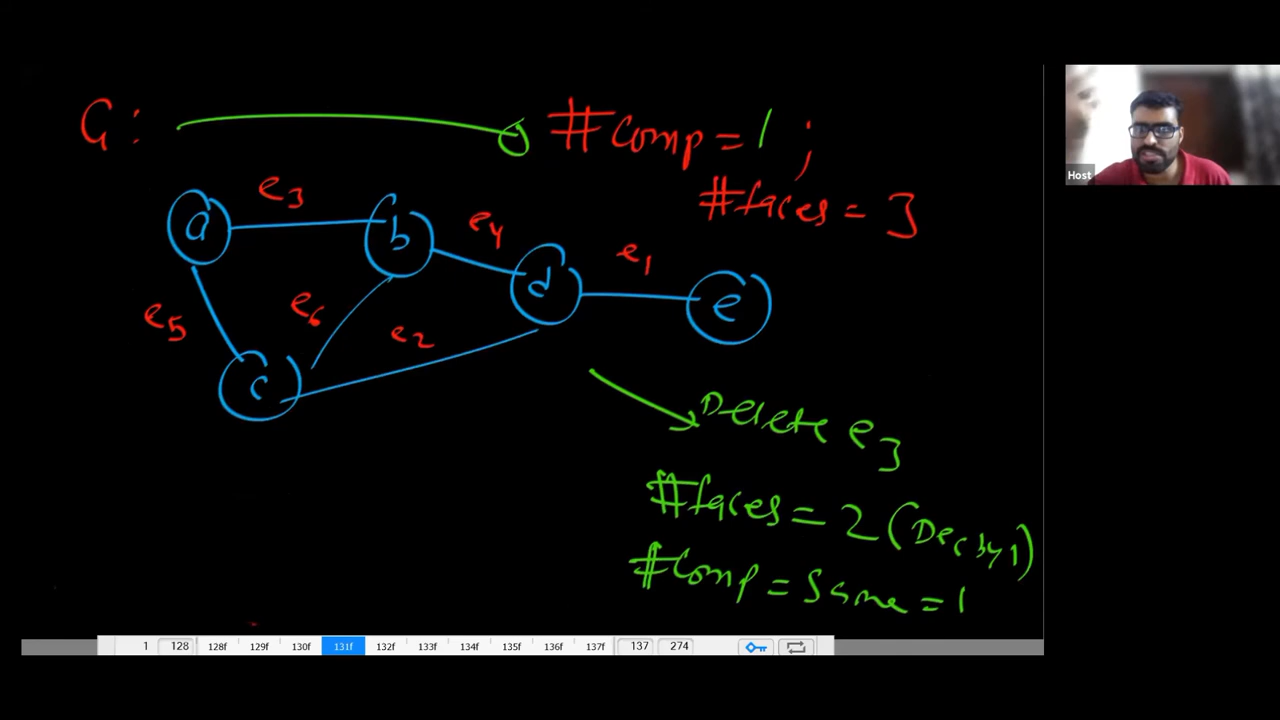 G: #Comp = 1 ;
#faces = 3
e3
a
b
e4
d
e1
e
e5
e6
e2
c
Delete e3
#faces = 2 (Dec by 1)
#Comp = Same = 1
Host
1 128 128f 129f 130f 131f 132f 133f 134f 135f 136f 137f 137 274